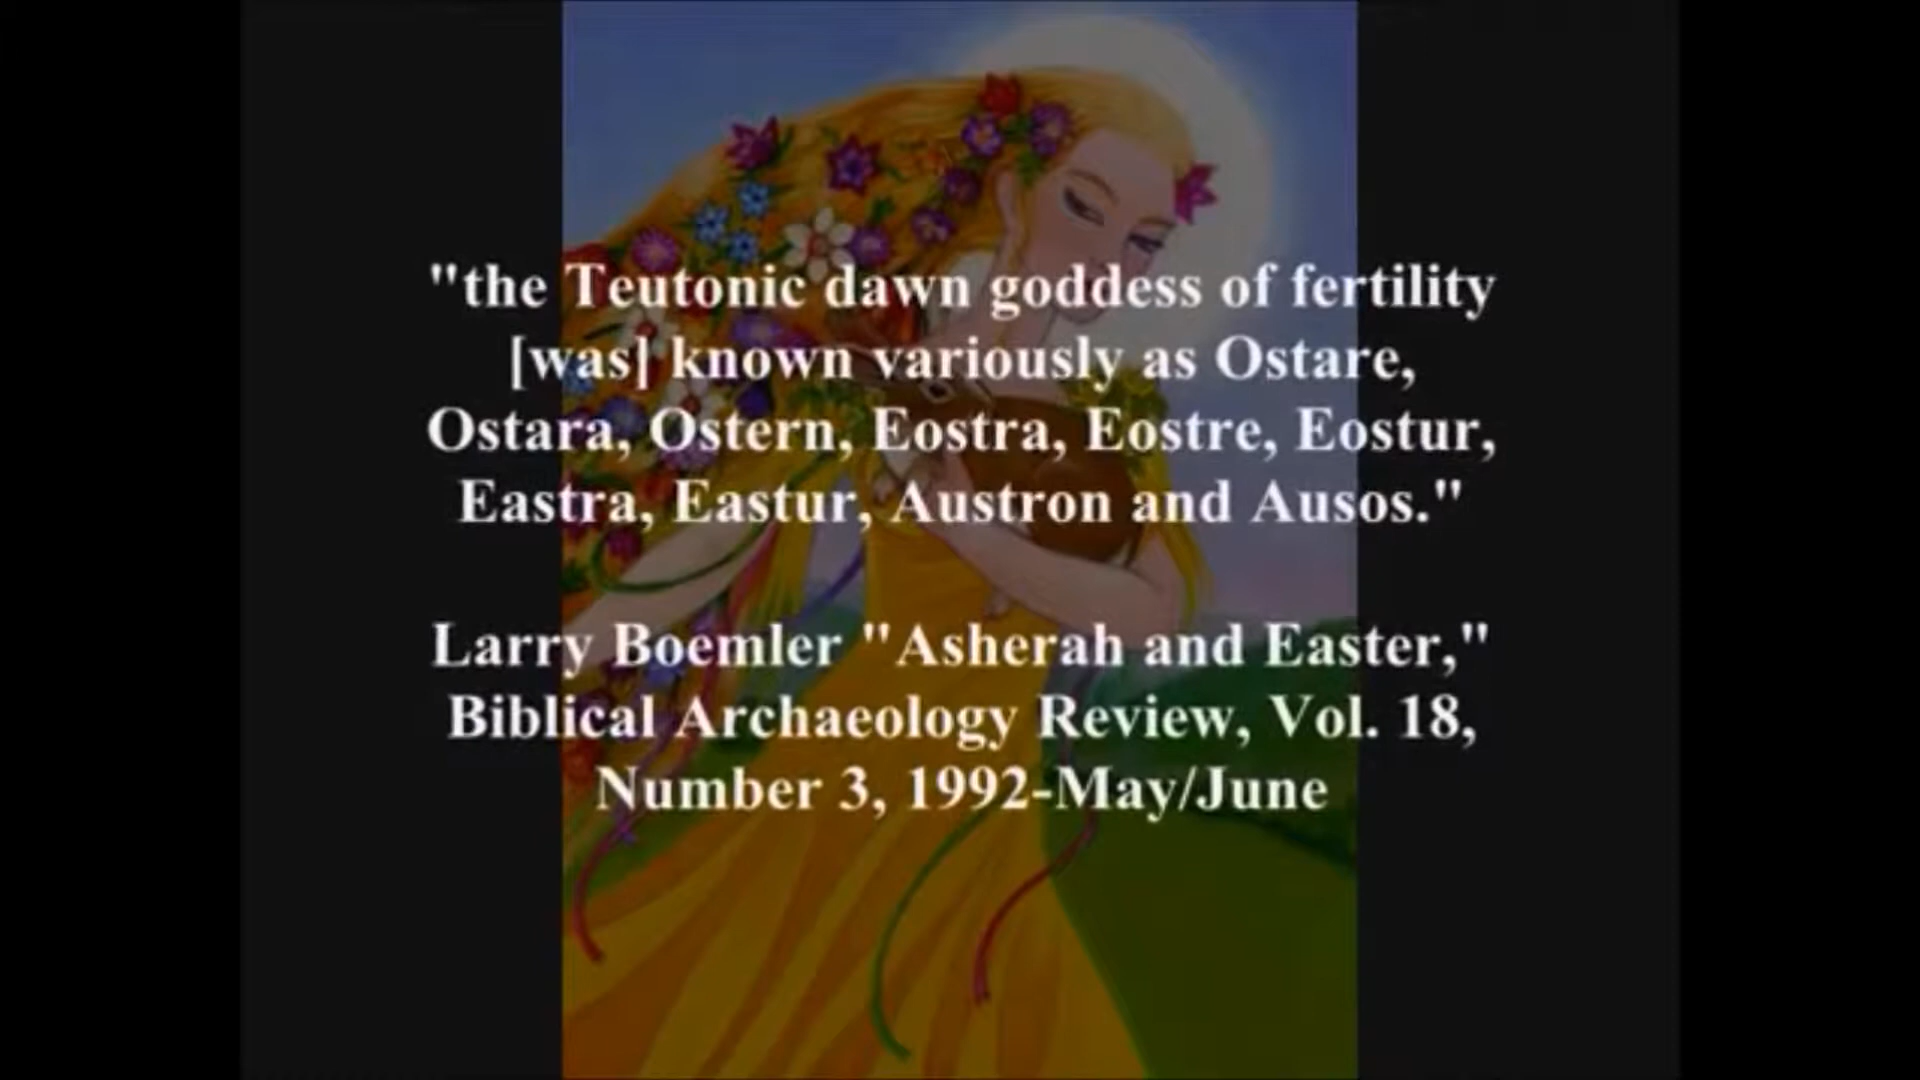 "the Teutonic dawn goddess of fertility
[was] known variously as Ostare,
Ostara, Ostern, Eostra, Eostre, Eostur,
Eastra, Eastur, Austron and Ausos."
Larry Boemler "Asherah and Easter,"
Biblical Archaeology Review, Vol. 18,
Number 3, 1992-May/June